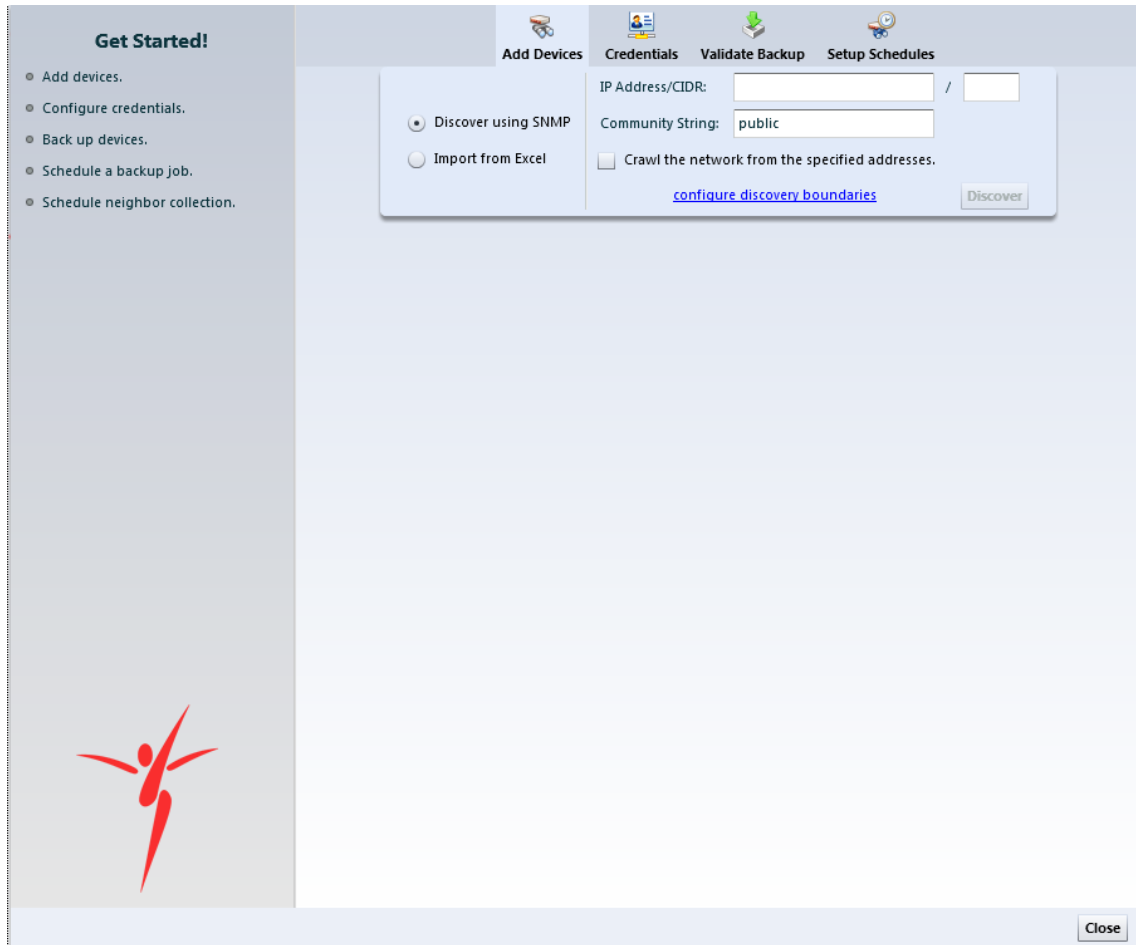 Get Started!
Add devices.
Configure credentials.
Back up devices.
Schedule a backup job.
Schedule neighbor collection.
Add Devices Credentials Validate Backup Setup Schedules
Discover using SNMP
Import from Excel
IP Address/CIDR: /
Community String: public
Crawl the network from the specified addresses.
configure discovery boundaries Discover
Close